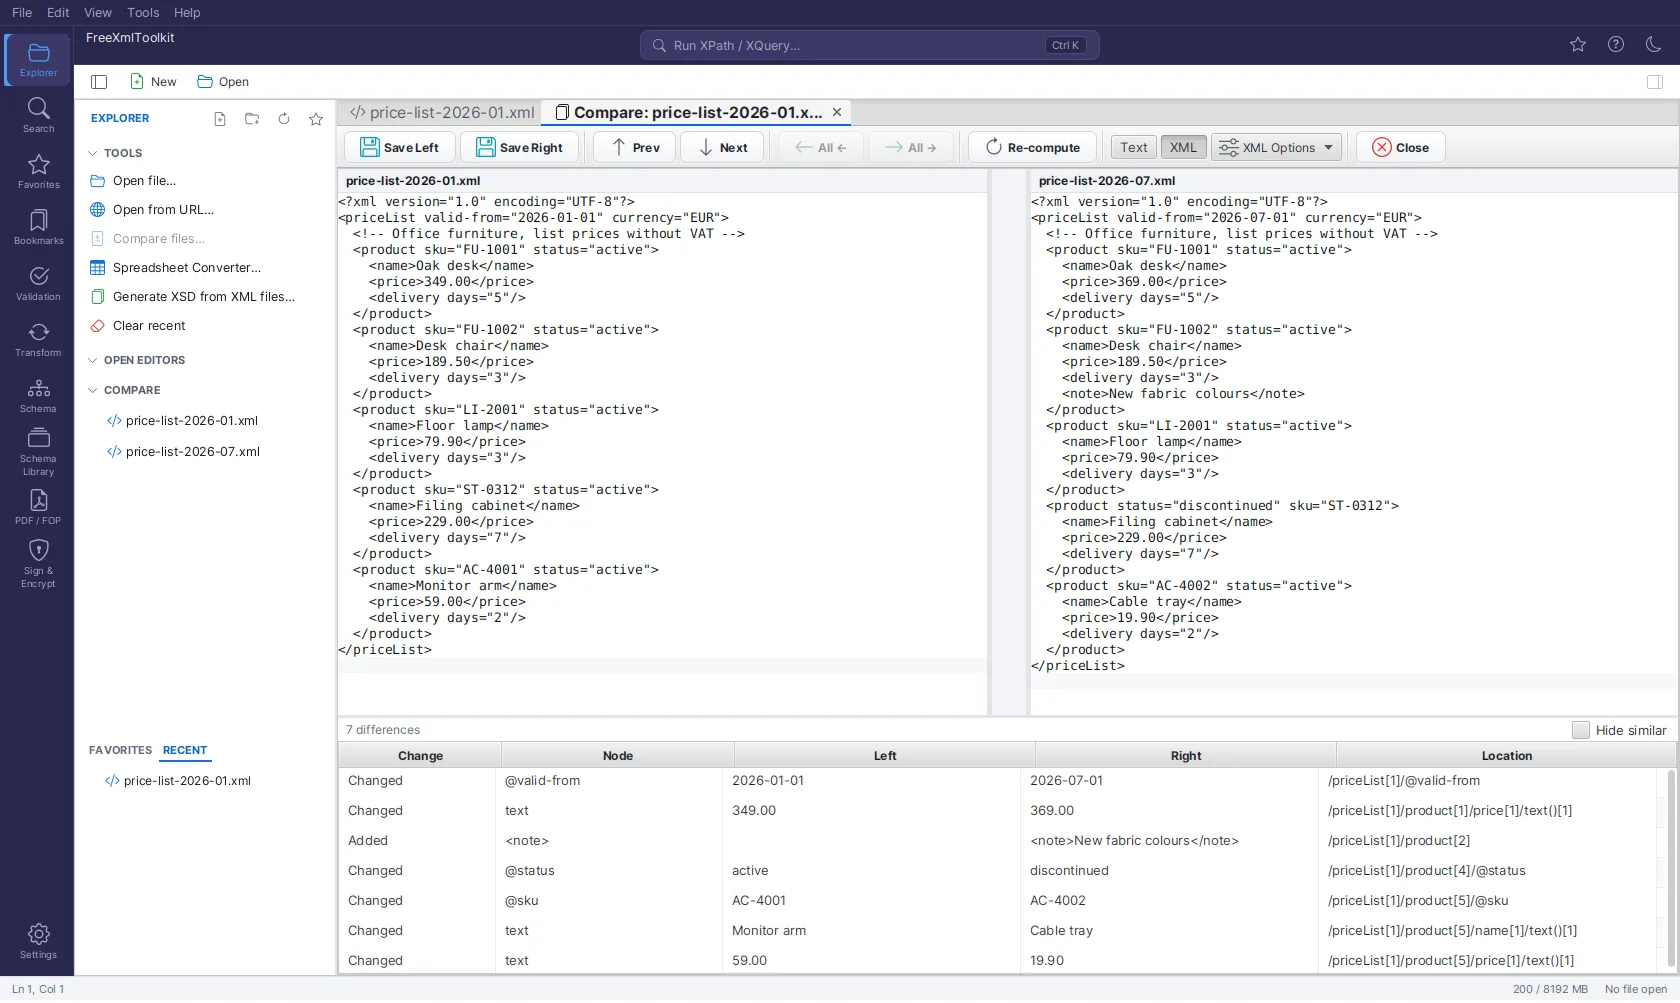 File Edit View Tools Help
FreeXmlToolkit
Run XPath / XQuery... Ctrl K
New Open
Explorer
Search
Favorites
Bookmarks
Validation
Transform
Schema
Schema
Library
PDF / FOP
Sign &
Encrypt
Settings
EXPLORER
TOOLS
Open file...
Open from URL...
Compare files...
Spreadsheet Converter...
Generate XSD from XML files...
Clear recent
OPEN EDITORS
COMPARE
price-list-2026-01.xml
price-list-2026-07.xml
FAVORITES RECENT
price-list-2026-01.xml
price-list-2026-01.xml Compare: price-list-2026-01.x...
Save Left Save Right Prev Next All ← All → Re-compute Text XML XML Options Close
price-list-2026-01.xml
<?xml version="1.0" encoding="UTF-8"?>
<priceList valid-from="2026-01-01" currency="EUR">
<!-- Office furniture, list prices without VAT -->
<product sku="FU-1001" status="active">
<name>Oak desk</name>
<price>349.00</price>
<delivery days="5"/>
</product>
<product sku="FU-1002" status="active">
<name>Desk chair</name>
<price>189.50</price>
<delivery days="3"/>
</product>
<product sku="LI-2001" status="active">
<name>Floor lamp</name>
<price>79.90</price>
<delivery days="3"/>
</product>
<product sku="ST-0312" status="active">
<name>Filing cabinet</name>
<price>229.00</price>
<delivery days="7"/>
</product>
<product sku="AC-4001" status="active">
<name>Monitor arm</name>
<price>59.00</price>
<delivery days="2"/>
</product>
</priceList>
price-list-2026-07.xml
<?xml version="1.0" encoding="UTF-8"?>
<priceList valid-from="2026-07-01" currency="EUR">
<!-- Office furniture, list prices without VAT -->
<product sku="FU-1001" status="active">
<name>Oak desk</name>
<price>369.00</price>
<delivery days="5"/>
</product>
<product sku="FU-1002" status="active">
<name>Desk chair</name>
<price>189.50</price>
<delivery days="3"/>
<note>New fabric colours</note>
</product>
<product sku="LI-2001" status="active">
<name>Floor lamp</name>
<price>79.90</price>
<delivery days="3"/>
</product>
<product status="discontinued" sku="ST-0312">
<name>Filing cabinet</name>
<price>229.00</price>
<delivery days="7"/>
</product>
<product sku="AC-4002" status="active">
<name>Cable tray</name>
<price>19.90</price>
<delivery days="2"/>
</product>
</priceList>
7 differences Hide similar
Change Node Left Right Location
Changed @valid-from 2026-01-01 2026-07-01 /priceList[1]/@valid-from
Changed text 349.00 369.00 /priceList[1]/product[1]/price[1]/text()[1]
Added <note> <note>New fabric colours</note> /priceList[1]/product[2]
Changed @status active discontinued /priceList[1]/product[4]/@status
Changed @sku AC-4001 AC-4002 /priceList[1]/product[5]/@sku
Changed text Monitor arm Cable tray /priceList[1]/product[5]/name[1]/text()[1]
Changed text 59.00 19.90 /priceList[1]/product[5]/price[1]/text()[1]
Ln 1, Col 1 200 / 8192 MB No file open